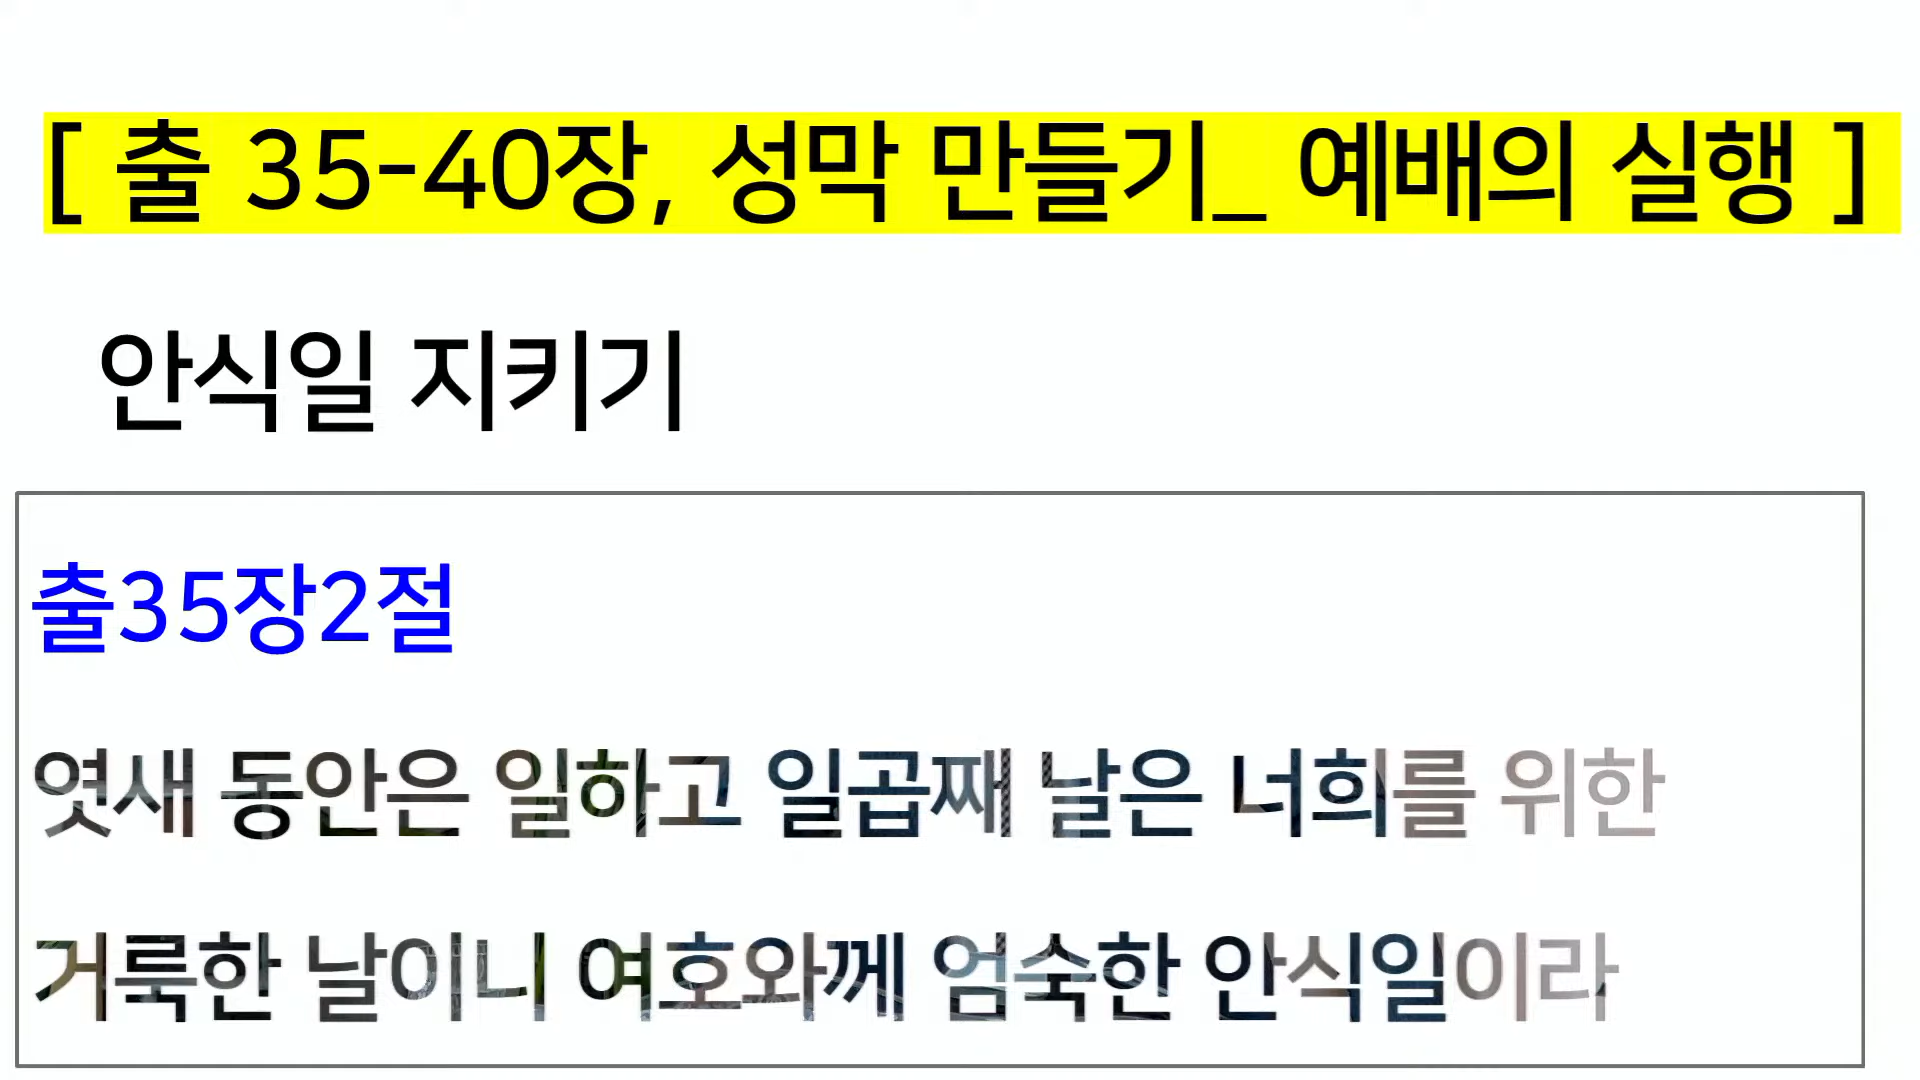 [ 출 35-40장, 성막 만들기_ 예배의 실행 ]
안식일 지키기
출35장2절
엿새 동안은 일하고 일곱째 날은 너희를 위한
거룩한 날이니 여호와께 엄숙한 안식일이라